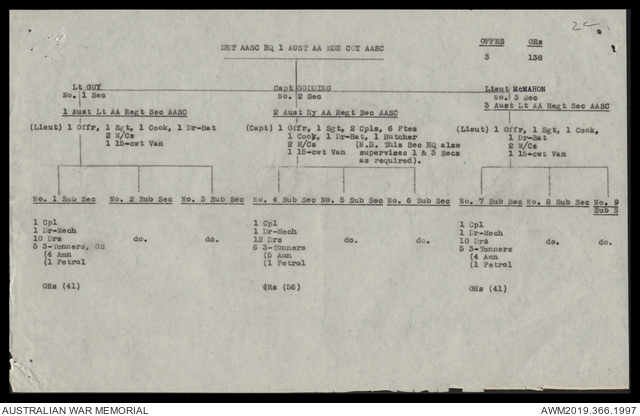 2c
OFFRS ORs
3 138
DET AASC HQ 1 AUST AA BDE COY AASC
Lt GUY Capt GOLDING Lieut McMAHON
No. 1 Sec No. 2 Sec No. 3 Sec
1 Aust Lt AA Regt Sec AASC 2 Aust Hy AA Regt Sec AASC 3 Aust Lt AA Regt Sec AASC
(Lieut) 1 Offr, 1 Sgt, 1 Cook, 1 Dr-Bat (Capt) 1 Offr, 1 Sgt, 2 Cpls, 6 Ptes (Lieut) 1 Offr, 1 Sgt, 1 Cook,
2 M/Cs 1 Cook, 1 Dr-Bat, 1 Butcher 1 Dr-Bat
1 15-cwt Van 2 M/Cs (N.B. This Sec HQ also 2 M/Cs
1 15-cwt Van supervises 1 & 3 Secs 1 15-cwt Van
as required).
No. 1 Sub Sec No. 2 Sub Sec No. 3 Sub Sec No. 4 Sub Sec No. 5 Sub Sec No. 6 Sub Sec No. 7 Sub Sec No. 8 Sub Sec No. 9
Sub S
1 Cpl 1 Cpl 1 Cpl
1 Dr-Mech 1 Dr-Mech 1 Dr-Mech
10 Drs do. do. 12 Drs do. do. 10 Drs do. do.
5 3-Tonners, GS 6 3-Tonners 5 3-Tonners
(4 Amn (5 Amn (4 Amn
(1 Petrol (1 Petrol (1 Petrol
ORs (41) ORs (56) ORs (41)
AUSTRALIAN WAR MEMORIAL AWM2019.366.1997